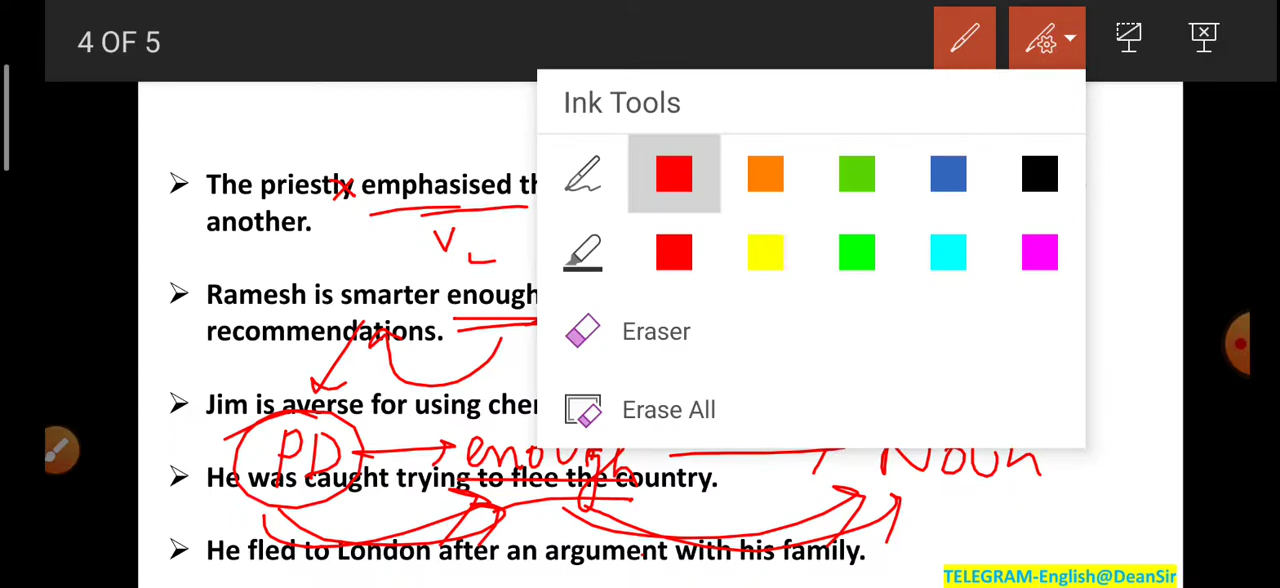 4 OF 5
Ink Tools
The priestly emphasised
another.
V
Ramesh is smarter enough
recommendations.
Eraser
Jim is averse for using
Erase All
PD → enough → Noun
He was caught trying to flee the country.
He fled to London after an argument with his family.
TELEGRAM-English@DeanSir